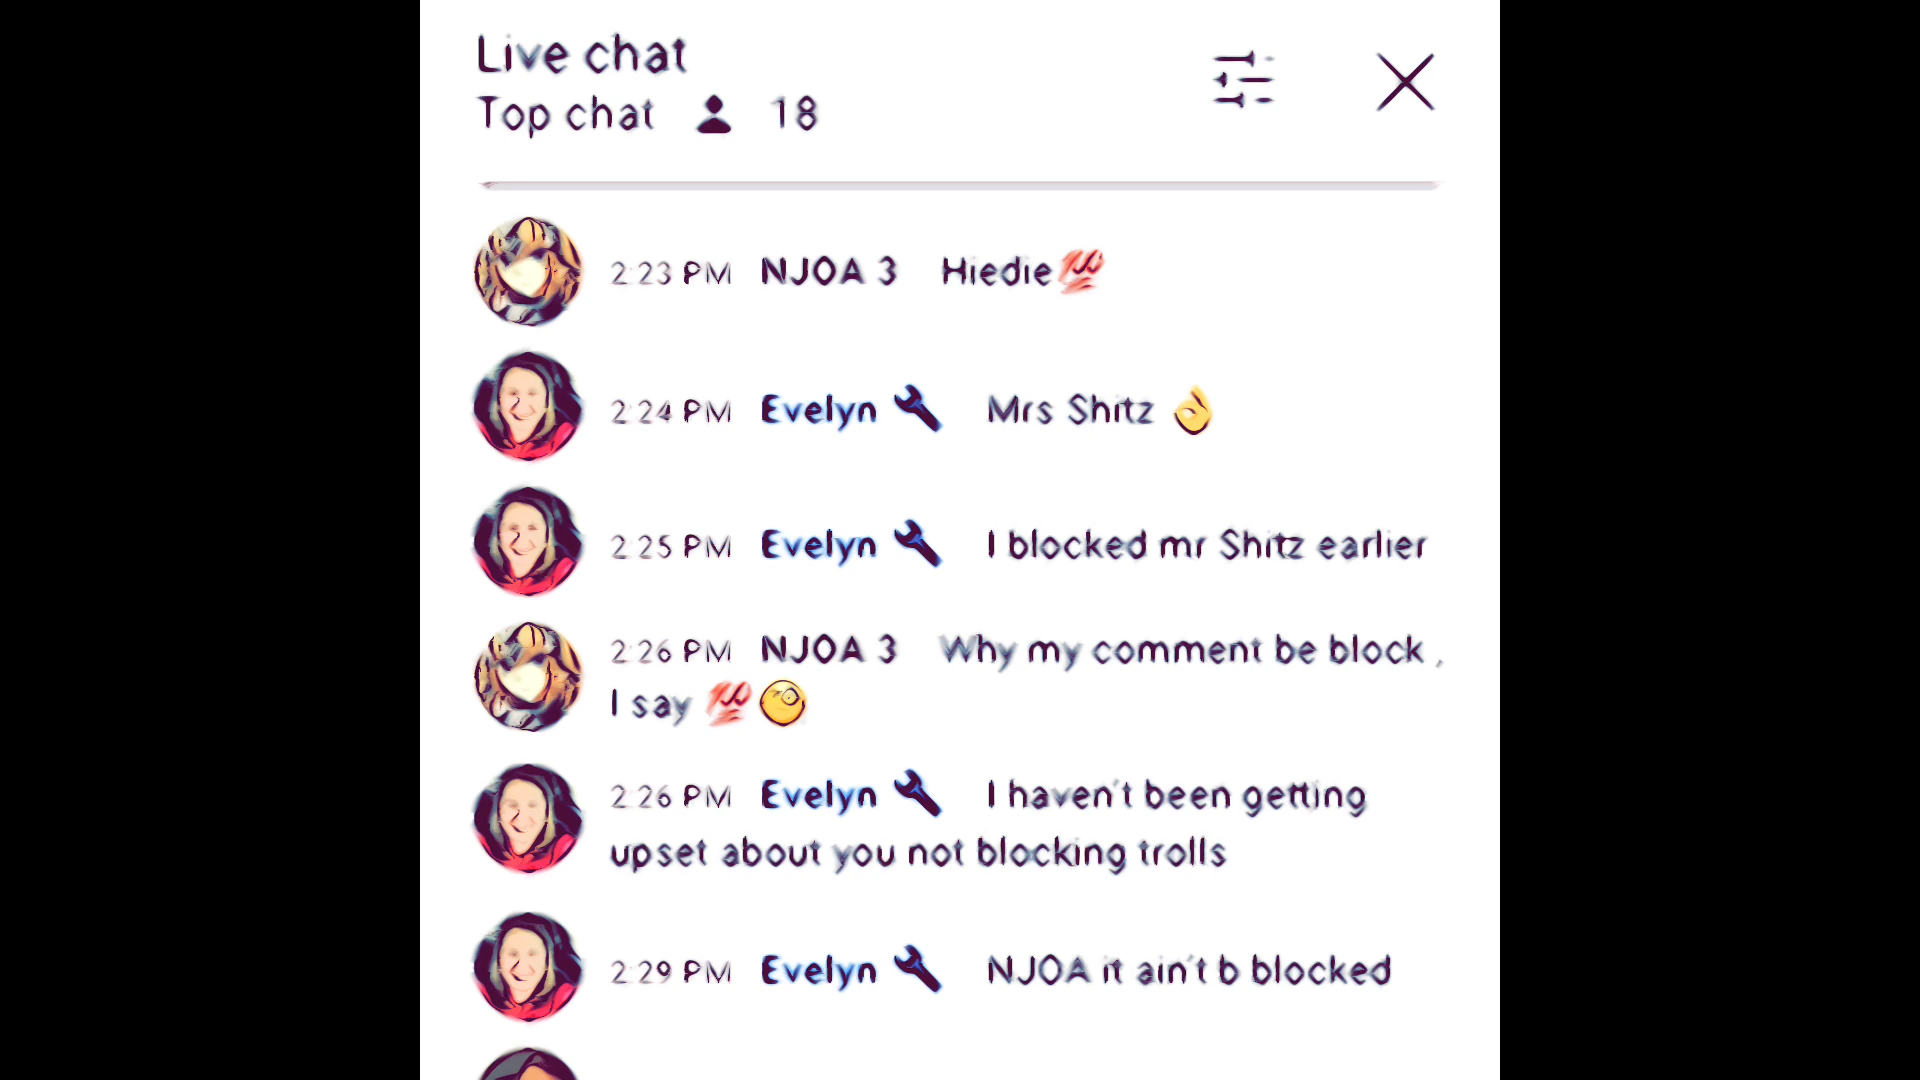 Live chat
Top chat 18
2:23 PM NJOA 3 Hiedie💯
2:24 PM Evelyn Mrs Shitz 👌
2:25 PM Evelyn I blocked mr Shitz earlier
2:26 PM NJOA 3 Why my comment be block ,
I say 💯
2:26 PM Evelyn I haven't been getting
upset about you not blocking trolls
2:29 PM Evelyn NJOA it ain't b blocked